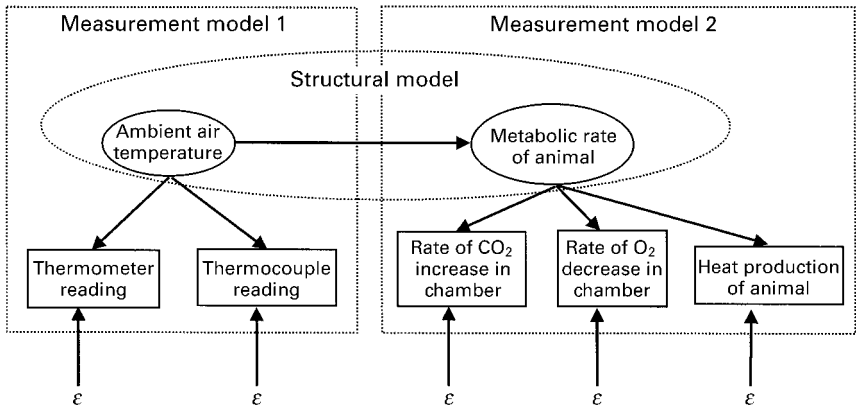 Measurement model 1
Measurement model 2
Structural model
Ambient air
temperature
Metabolic rate
of animal
Thermometer
reading
Thermocouple
reading
Rate of CO₂
increase in
chamber
Rate of O₂
decrease in
chamber
Heat production
of animal
ε
ε
ε
ε
ε